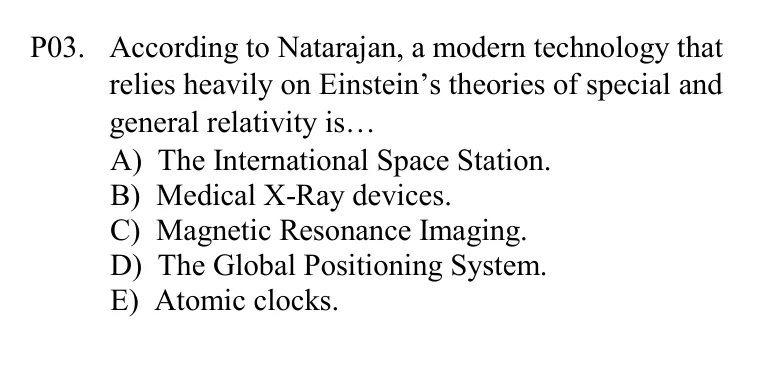 P03. According to Natarajan, a modern technology that
relies heavily on Einstein’s theories of special and
general relativity is…
A) The International Space Station.
B) Medical X-Ray devices.
C) Magnetic Resonance Imaging.
D) The Global Positioning System.
E) Atomic clocks.